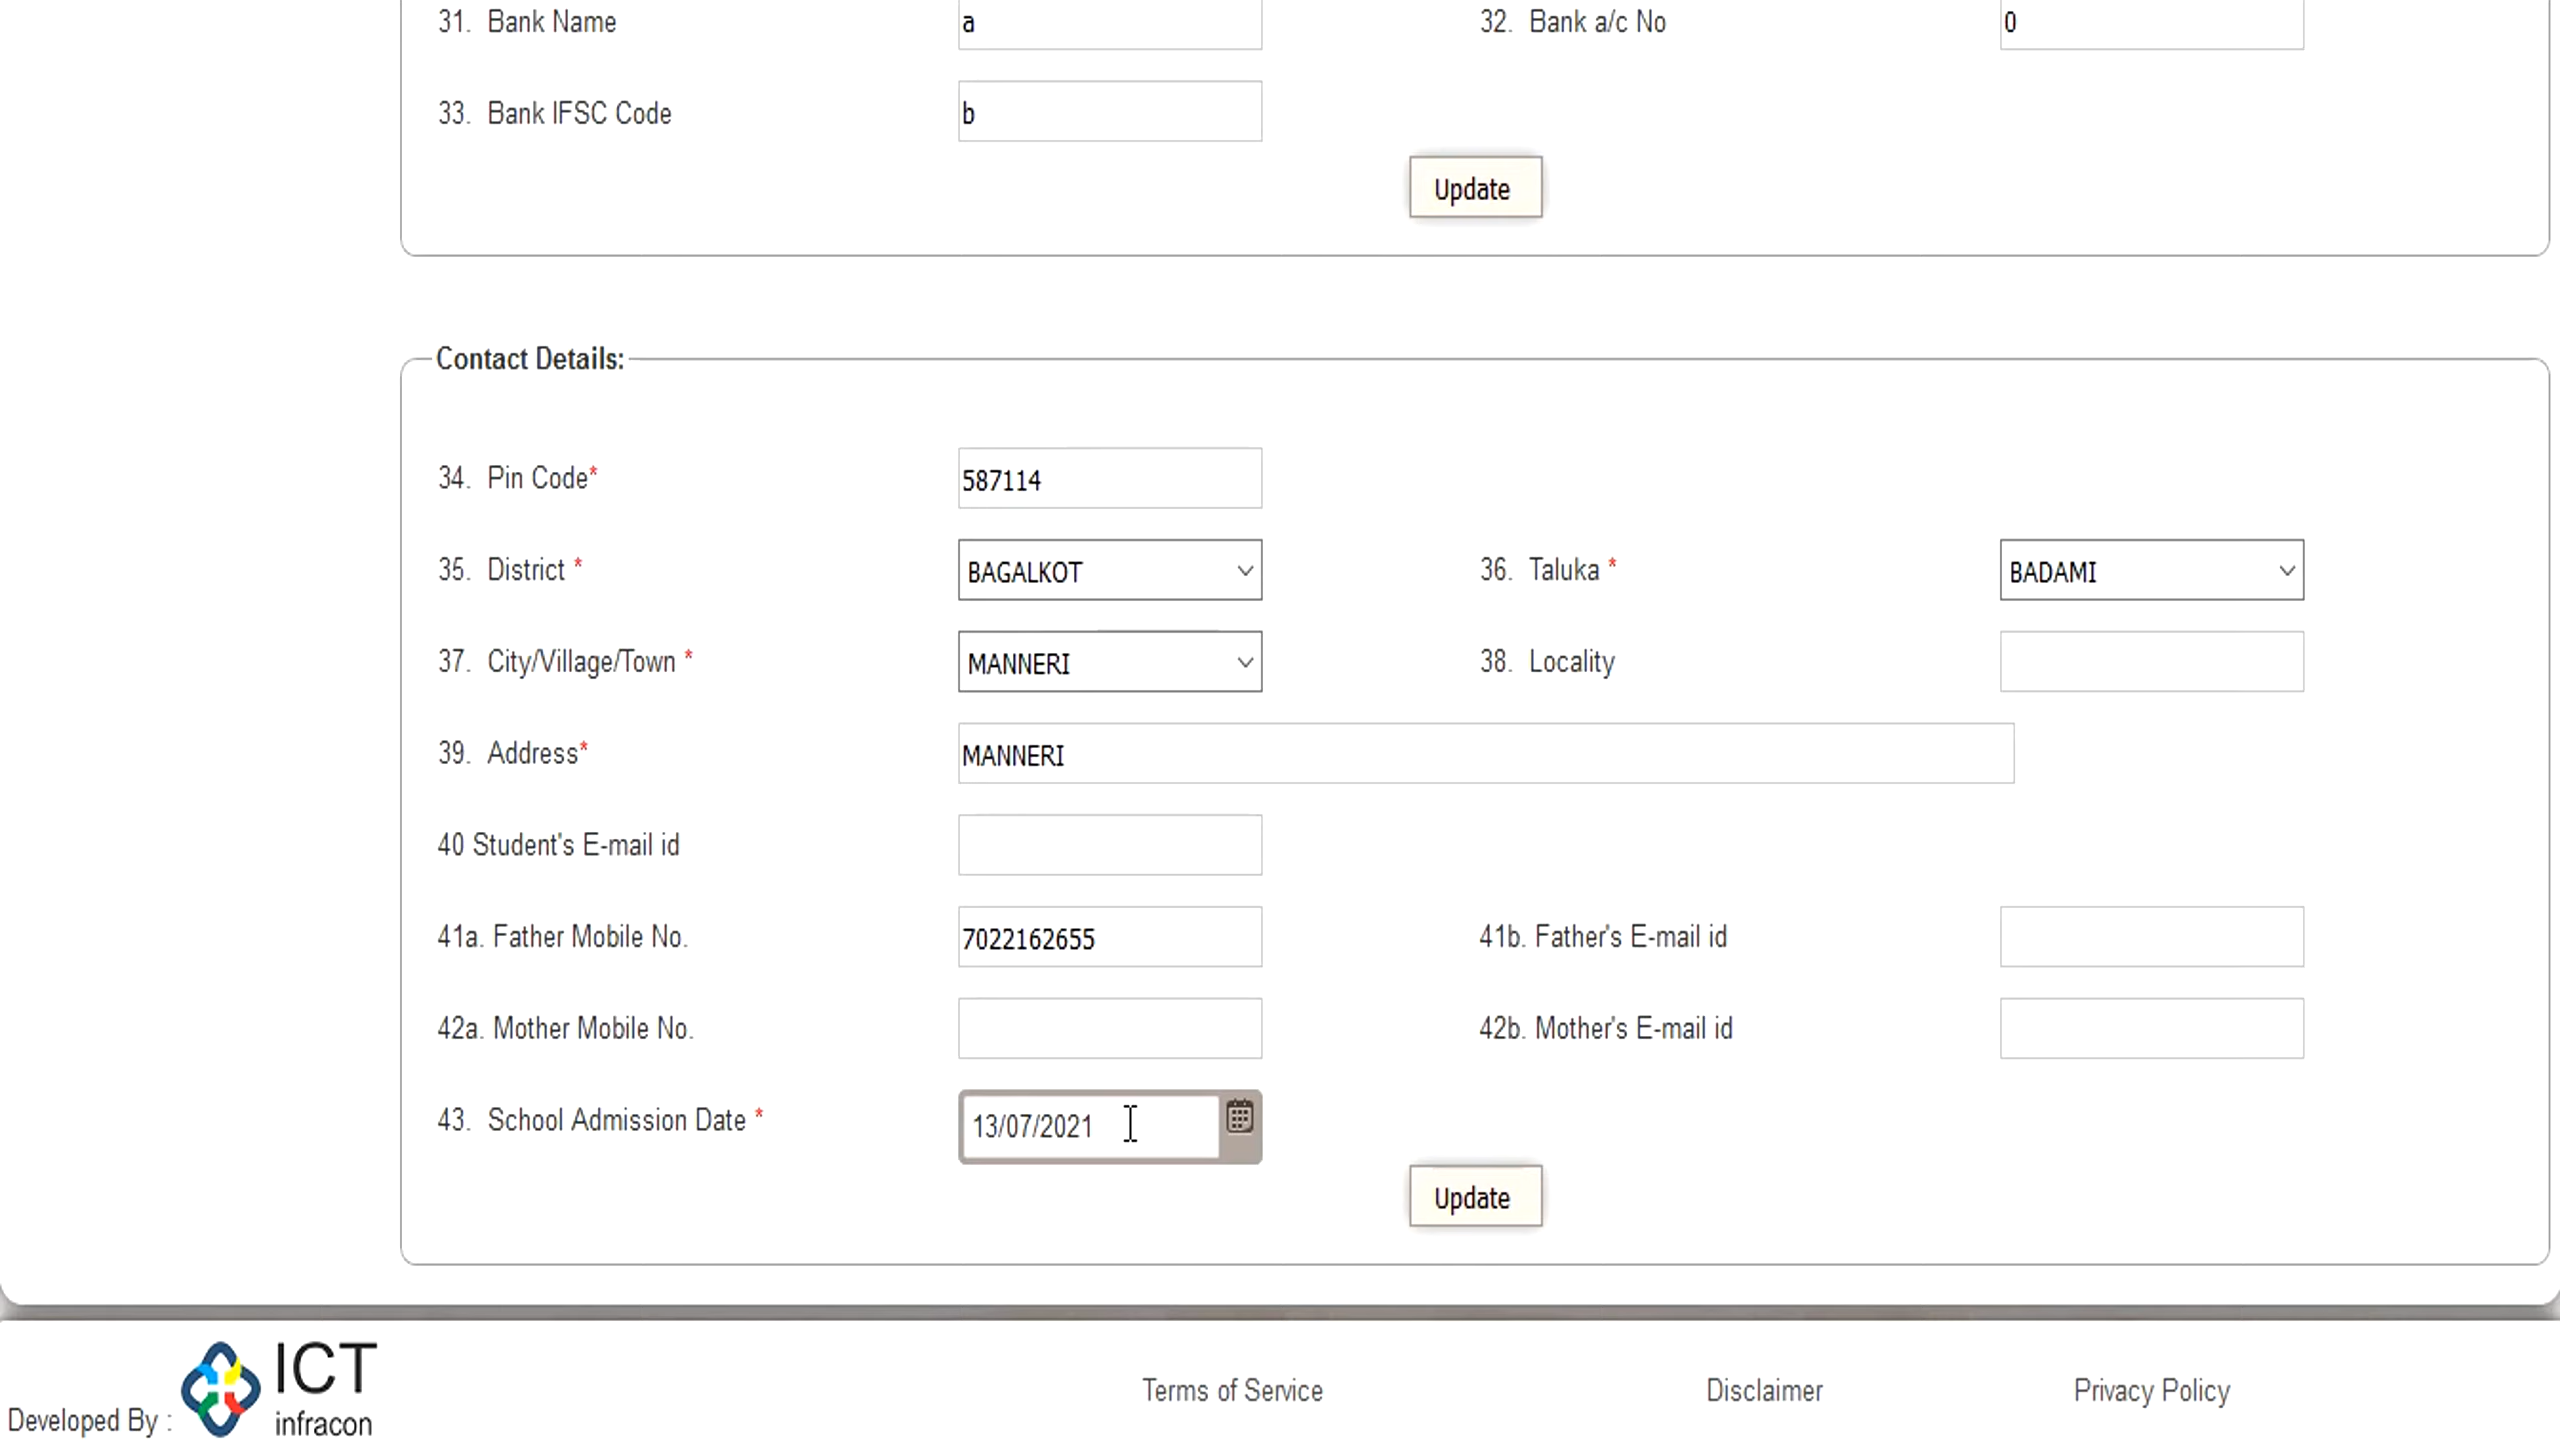 31. Bank Name a 32. Bank a/c No 0
33. Bank IFSC Code b
Update
Contact Details:
34. Pin Code* 587114
35. District * BAGALKOT 36. Taluka * BADAMI
37. City/Village/Town * MANNERI 38. Locality
39. Address* MANNERI
40 Student's E-mail id
41a. Father Mobile No. 7022162655 41b. Father's E-mail id
42a. Mother Mobile No. 42b. Mother's E-mail id
43. School Admission Date * 13/07/2021
Update
Developed By : ICT infracon Terms of Service Disclaimer Privacy Policy